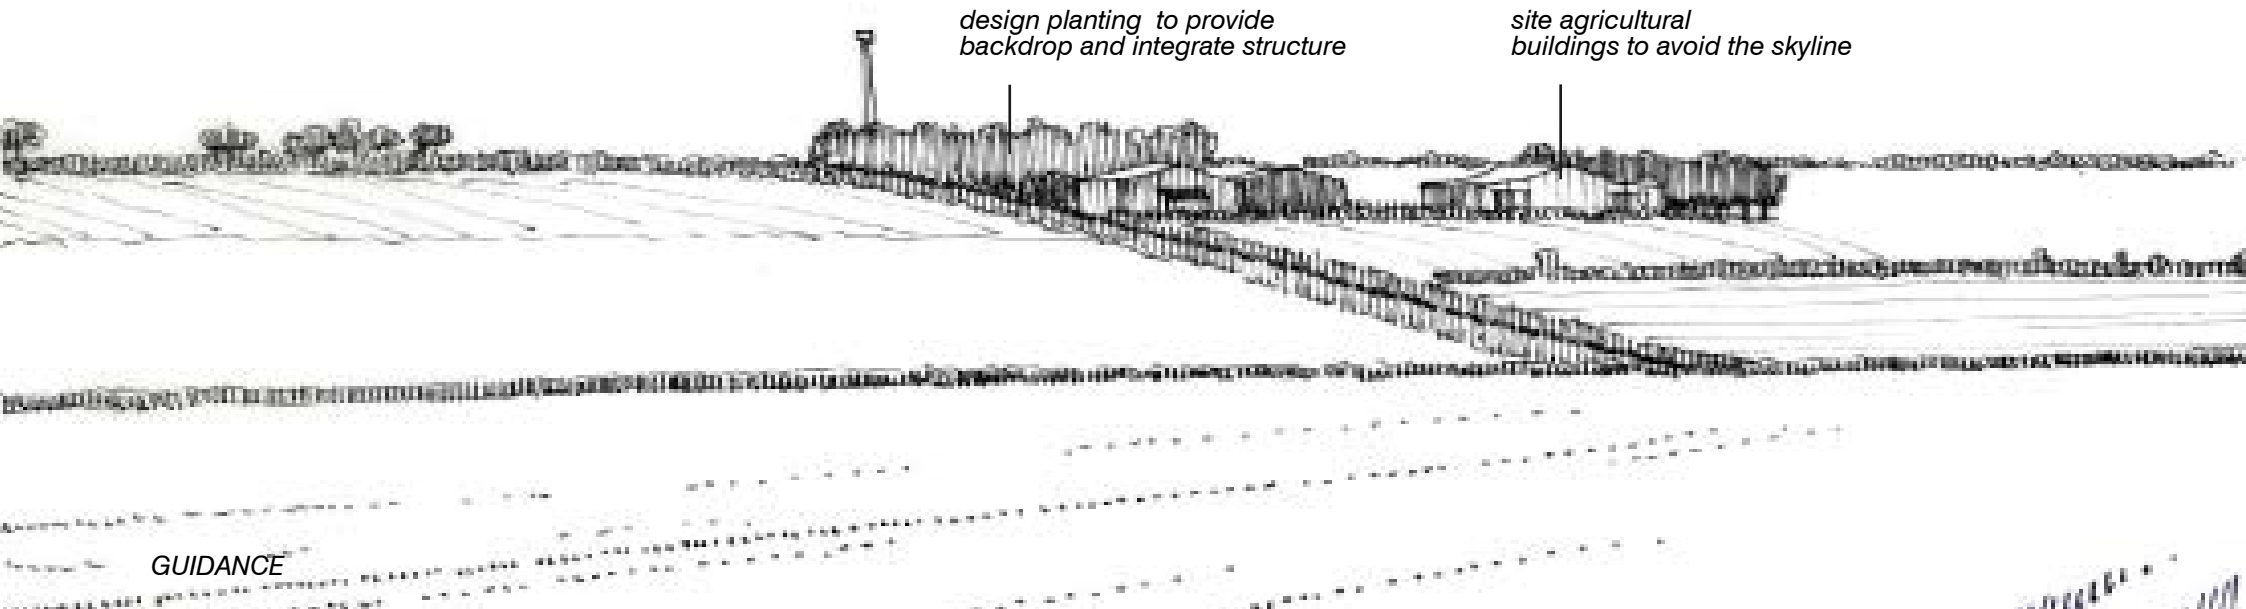 design planting to provide
backdrop and integrate structure
site agricultural
buildings to avoid the skyline
GUIDANCE